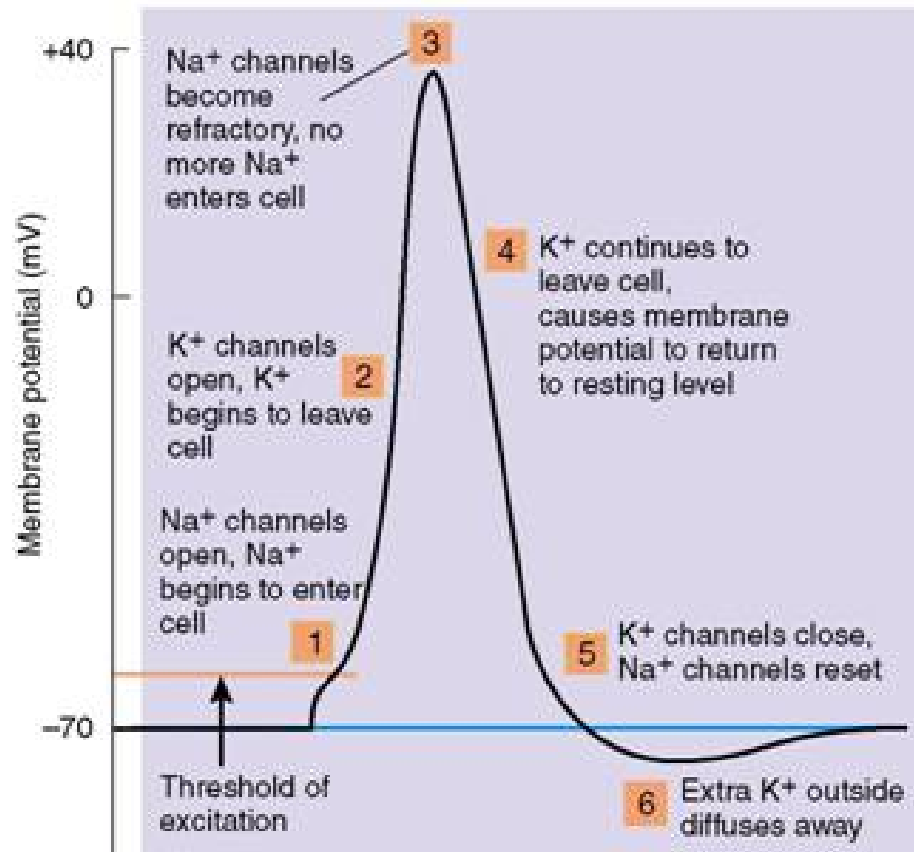 +40
0
–70
Membrane potential (mV)
3
Na+ channels
become
refractory, no
more Na+
enters cell
4
K+ continues to
leave cell,
causes membrane
potential to return
to resting level
K+ channels
open, K+
begins to leave
cell
2
Na+ channels
open, Na+
begins to enter
cell
1
5
K+ channels close,
Na+ channels reset
Threshold of
excitation
6
Extra K+ outside
diffuses away